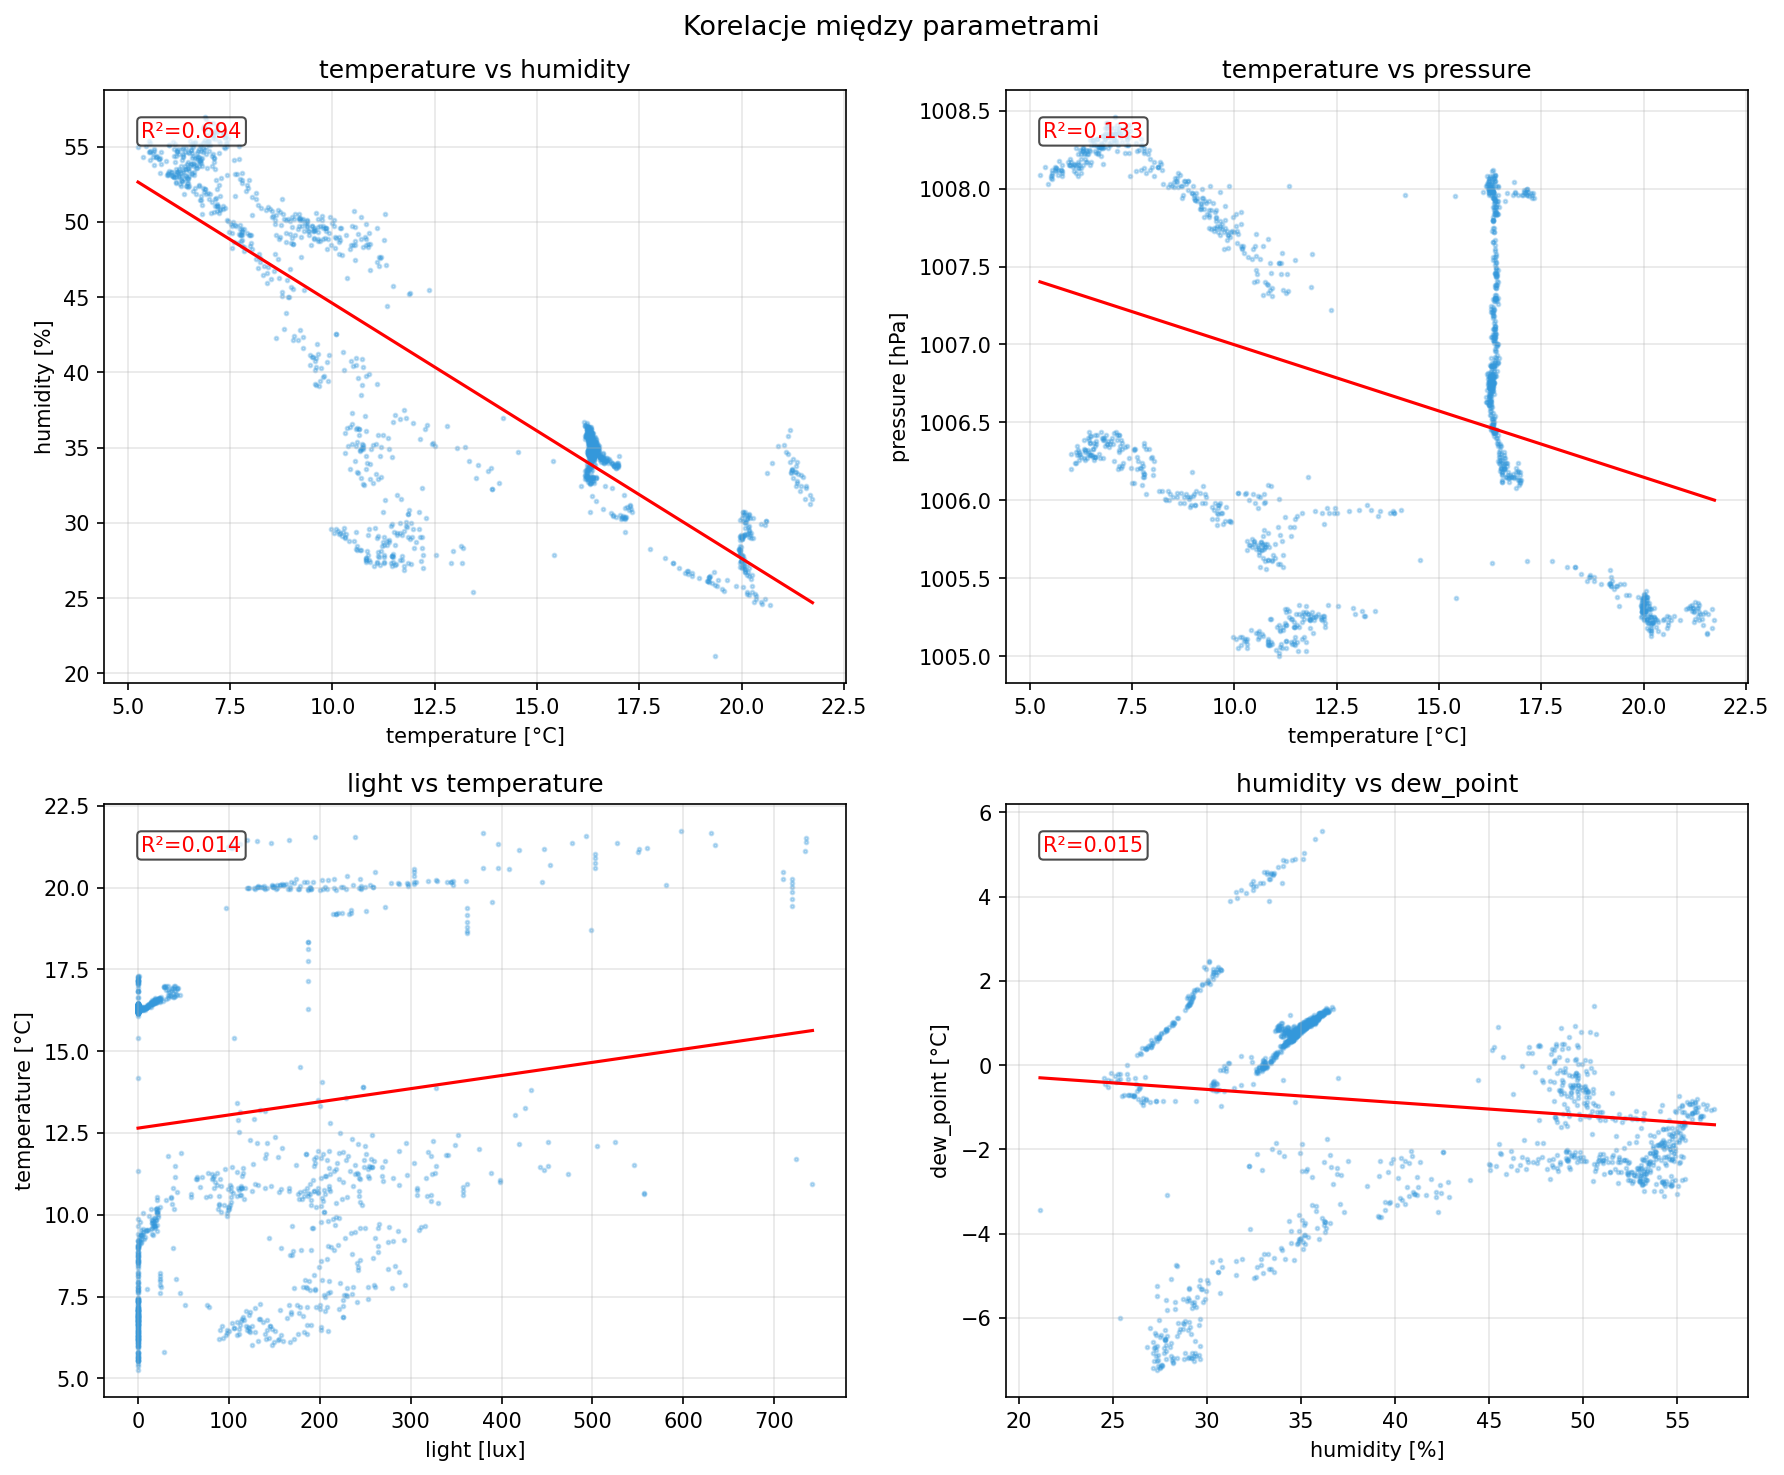 Korelacje między parametrami
temperature vs humidity
R²=0.694
55
50
45
40
35
30
25
20
humidity [%]
5.0 7.5 10.0 12.5 15.0 17.5 20.0 22.5
temperature [°C]
temperature vs pressure
R²=0.133
1008.5
1008.0
1007.5
1007.0
1006.5
1006.0
1005.5
1005.0
pressure [hPa]
5.0 7.5 10.0 12.5 15.0 17.5 20.0 22.5
temperature [°C]
light vs temperature
R²=0.014
22.5
20.0
17.5
15.0
12.5
10.0
7.5
5.0
temperature [°C]
0 100 200 300 400 500 600 700
light [lux]
humidity vs dew_point
R²=0.015
6
4
2
0
−2
−4
−6
dew_point [°C]
20 25 30 35 40 45 50 55
humidity [%]